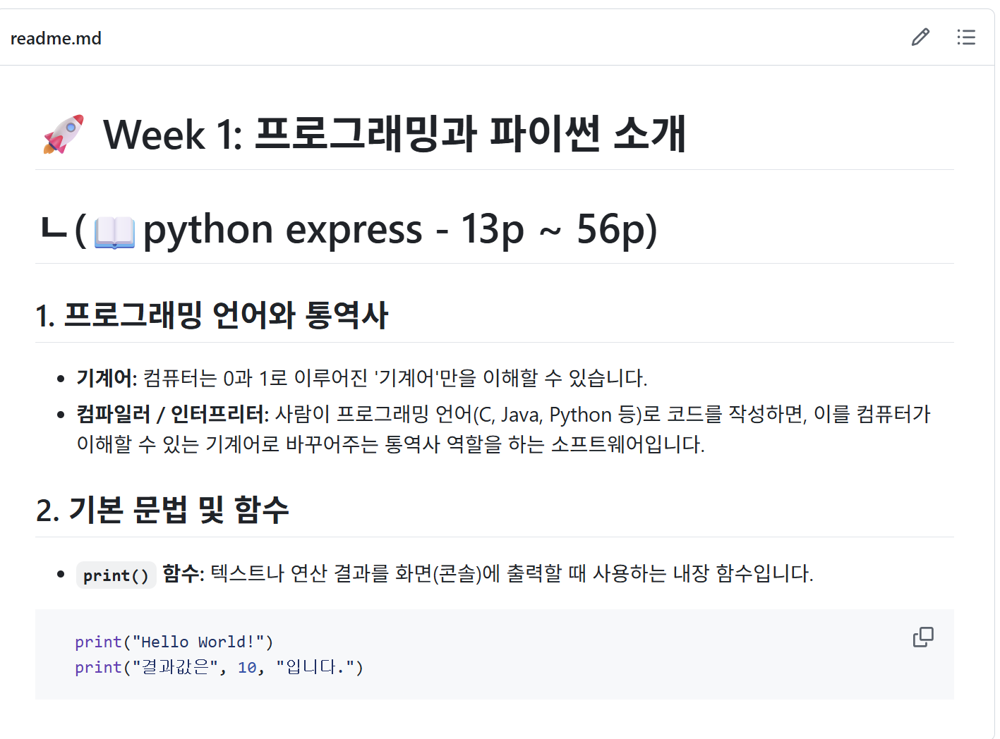 readme.md
🚀 Week 1: 프로그래밍과 파이썬 소개
ㄴ(📖python express - 13p ~ 56p)
1. 프로그래밍 언어와 통역사
• 기계어: 컴퓨터는 0과 1로 이루어진 '기계어'만을 이해할 수 있습니다.
• 컴파일러 / 인터프리터: 사람이 프로그래밍 언어(C, Java, Python 등)로 코드를 작성하면, 이를 컴퓨터가
이해할 수 있는 기계어로 바꾸어주는 통역사 역할을 하는 소프트웨어입니다.
2. 기본 문법 및 함수
• print() 함수: 텍스트나 연산 결과를 화면(콘솔)에 출력할 때 사용하는 내장 함수입니다.
print("Hello World!")
print("결과값은", 10, "입니다.")